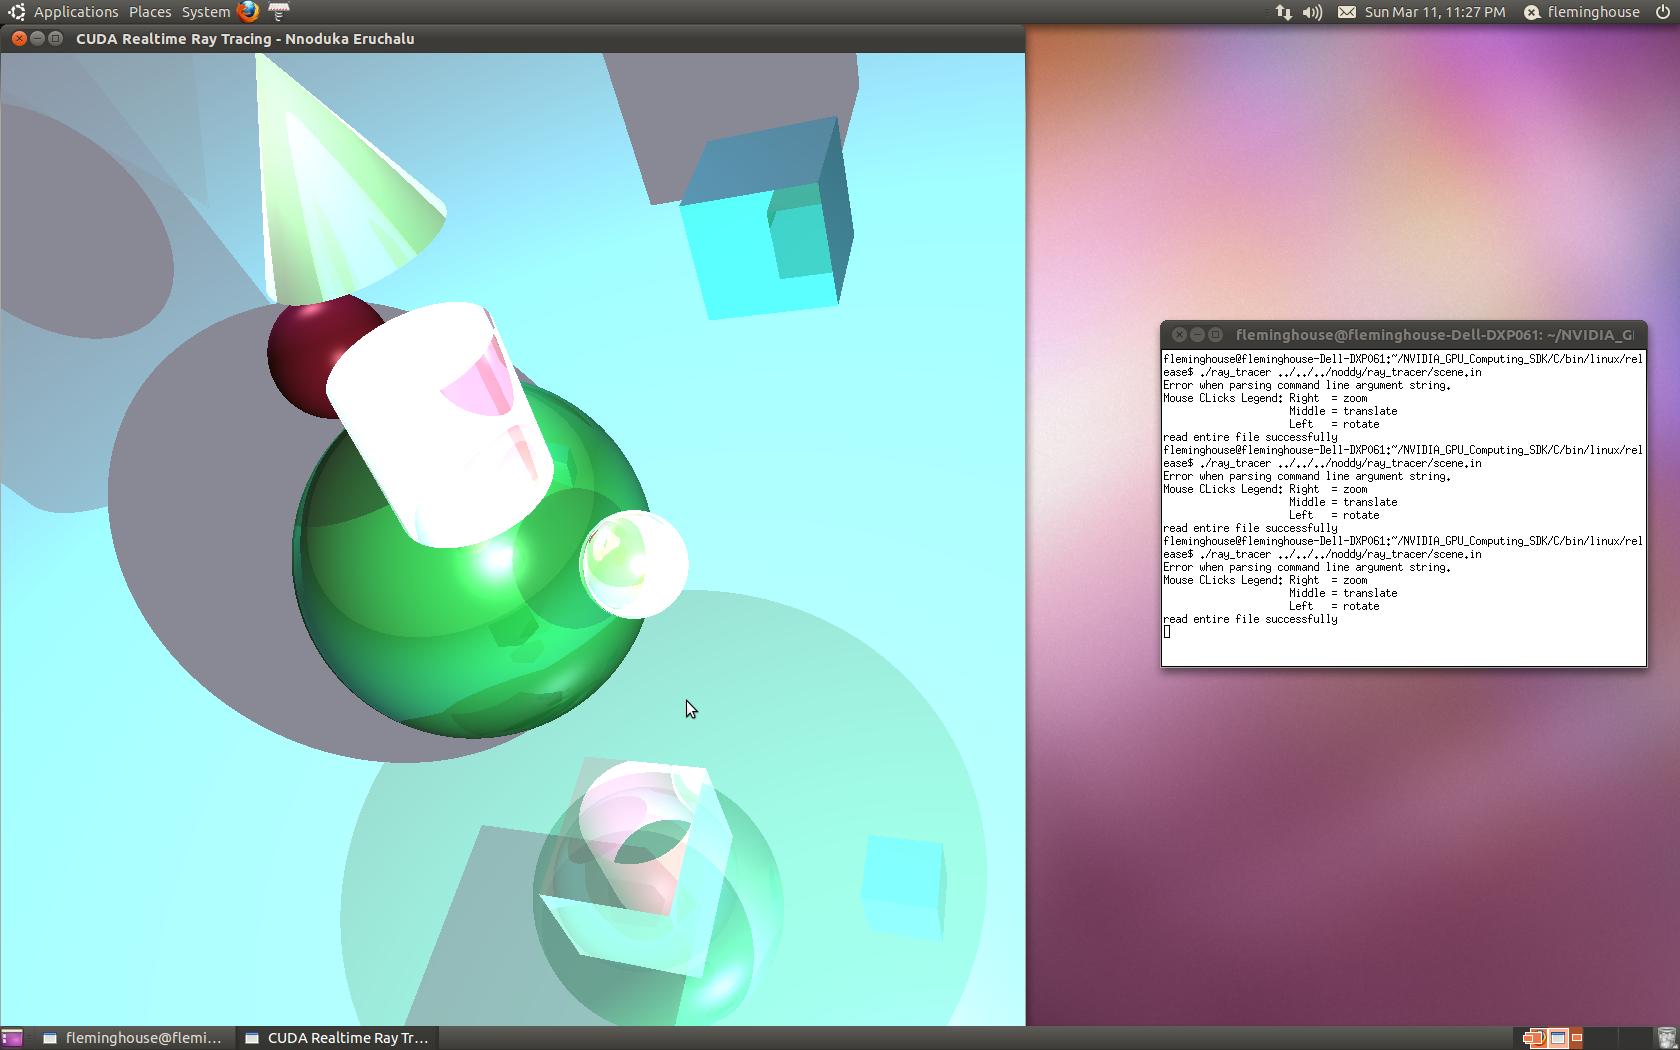 Applications Places System
Sun Mar 11, 11:27 PM fleminghouse
CUDA Realtime Ray Tracing - Nnoduka Eruchalu
fleminghouse@fleminghouse-Dell-DXP061: ~/NVIDIA_G
fleminghouse@fleminghouse-Dell-DXP061:~/NVIDIA_GPU_Computing_SDK/C/bin/linux/rel
ease$ ./ray_tracer ../../../noddy/ray_tracer/scene.in
Error when parsing command line argument string.
Mouse CLicks Legend: Right = zoom
Middle = translate
Left = rotate
read entire file successfully
fleminghouse@fleminghouse-Dell-DXP061:~/NVIDIA_GPU_Computing_SDK/C/bin/linux/rel
ease$ ./ray_tracer ../../../noddy/ray_tracer/scene.in
Error when parsing command line argument string.
Mouse CLicks Legend: Right = zoom
Middle = translate
Left = rotate
read entire file successfully
fleminghouse@fleminghouse-Dell-DXP061:~/NVIDIA_GPU_Computing_SDK/C/bin/linux/rel
ease$ ./ray_tracer ../../../noddy/ray_tracer/scene.in
Error when parsing command line argument string.
Mouse CLicks Legend: Right = zoom
Middle = translate
Left = rotate
read entire file successfully
fleminghouse@flemi...
CUDA Realtime Ray Tr...